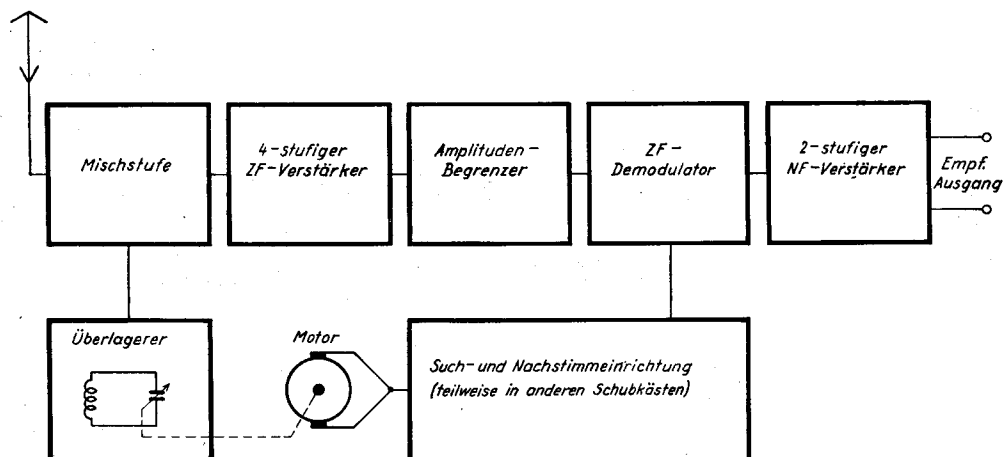 Mischstufe
4-stufiger
ZF-Verstärker
Amplituden-
Begrenzer
ZF-
Demodulator
2-stufiger
NF-Verstärker
Empf.
Ausgang
Überlagerer
Motor
Such- und Nachstimmeinrichtung
(teilweise in anderen Schubkästen)